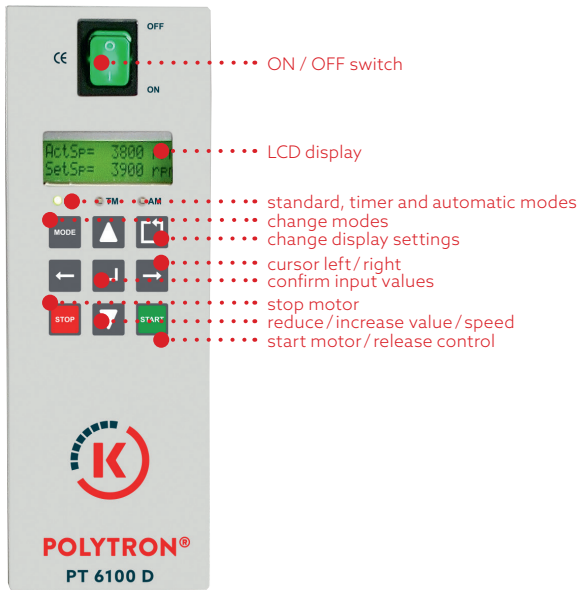 OFF
CE
O
I
ON
ON / OFF switch
ActSp= 3800
SetSp= 3900 rpm
LCD display
TM AM
standard, timer and automatic modes
MODE
change modes
change display settings
cursor left/right
confirm input values
STOP
START
stop motor
reduce/increase value/speed
start motor/release control
K
POLYTRON®
PT 6100 D